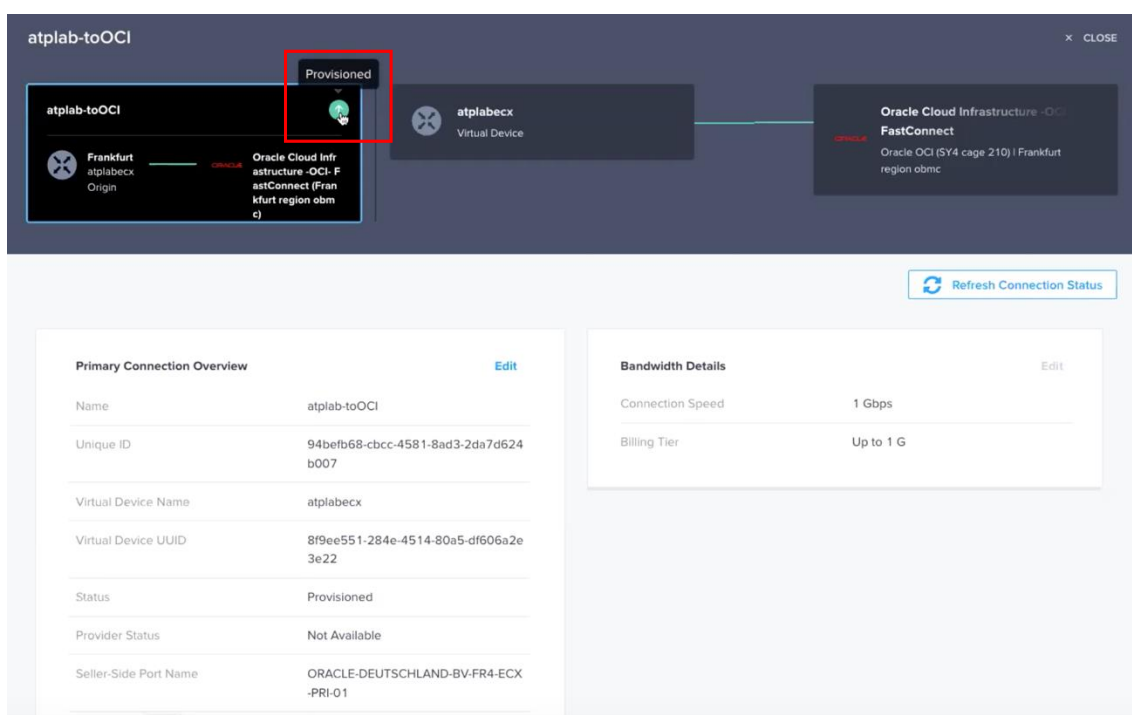 atplab-toOCI
× CLOSE
Provisioned
atplab-toOCI
Frankfurt
atplabecx
Origin
ORACLE
Oracle Cloud Infr
astructure -OCI- F
astConnect (Fran
kfurt region obm
c)
atplabecx
Virtual Device
ORACLE
Oracle Cloud Infrastructure -OCI
FastConnect
Oracle OCI (SY4 cage 210) | Frankfurt
region obmc
Refresh Connection Status
Primary Connection Overview
Edit
Name
atplab-toOCI
Unique ID
94befb68-cbcc-4581-8ad3-2da7d624
b007
Virtual Device Name
atplabecx
Virtual Device UUID
8f9ee551-284e-4514-80a5-df606a2e
3e22
Status
Provisioned
Provider Status
Not Available
Seller-Side Port Name
ORACLE-DEUTSCHLAND-BV-FR4-ECX
-PRI-01
Bandwidth Details
Edit
Connection Speed
1 Gbps
Billing Tier
Up to 1 G